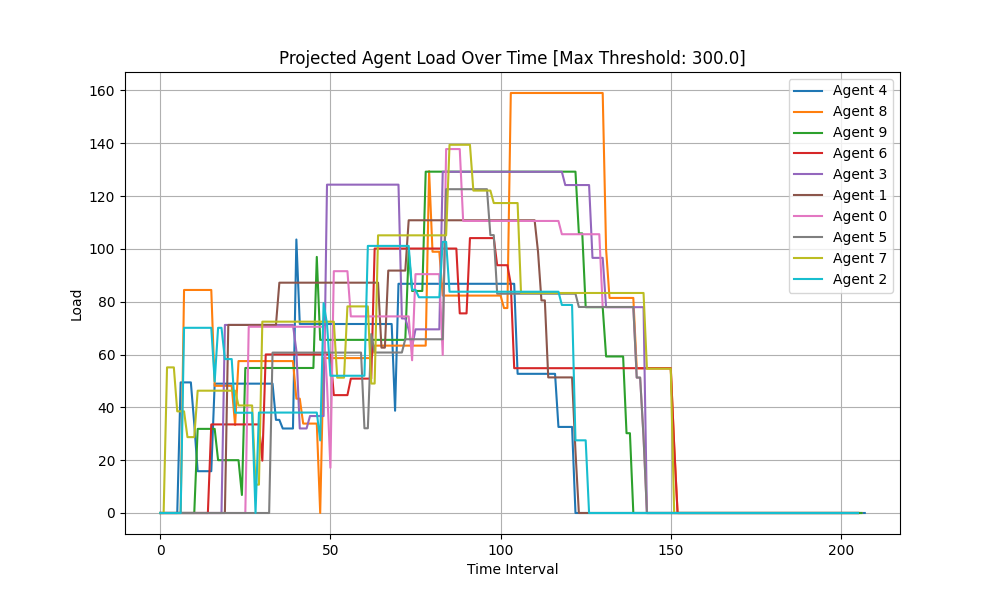 Projected Agent Load Over Time [Max Threshold: 300.0]
160
140
120
100
80
60
40
20
0
Load
0
50
100
150
200
Time Interval
Agent 4
Agent 8
Agent 9
Agent 6
Agent 3
Agent 1
Agent 0
Agent 5
Agent 7
Agent 2